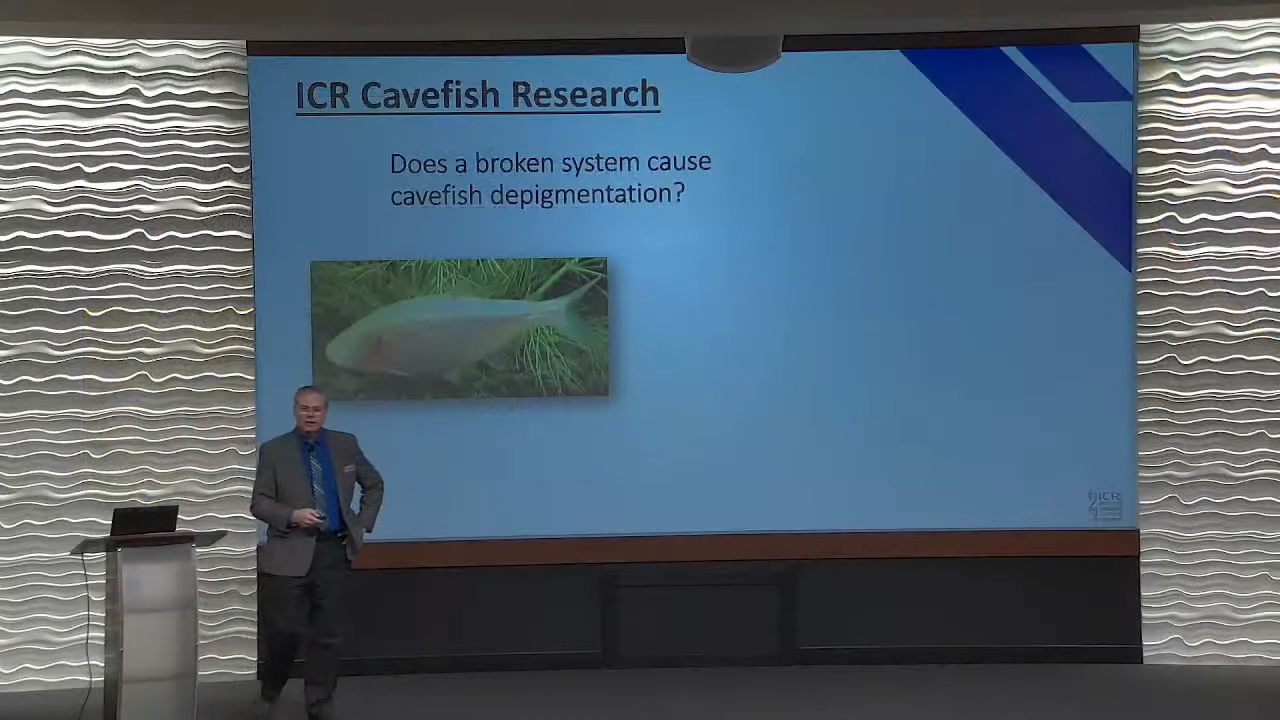 ICR Cavefish Research
Does a broken system cause
cavefish depigmentation?
ICR